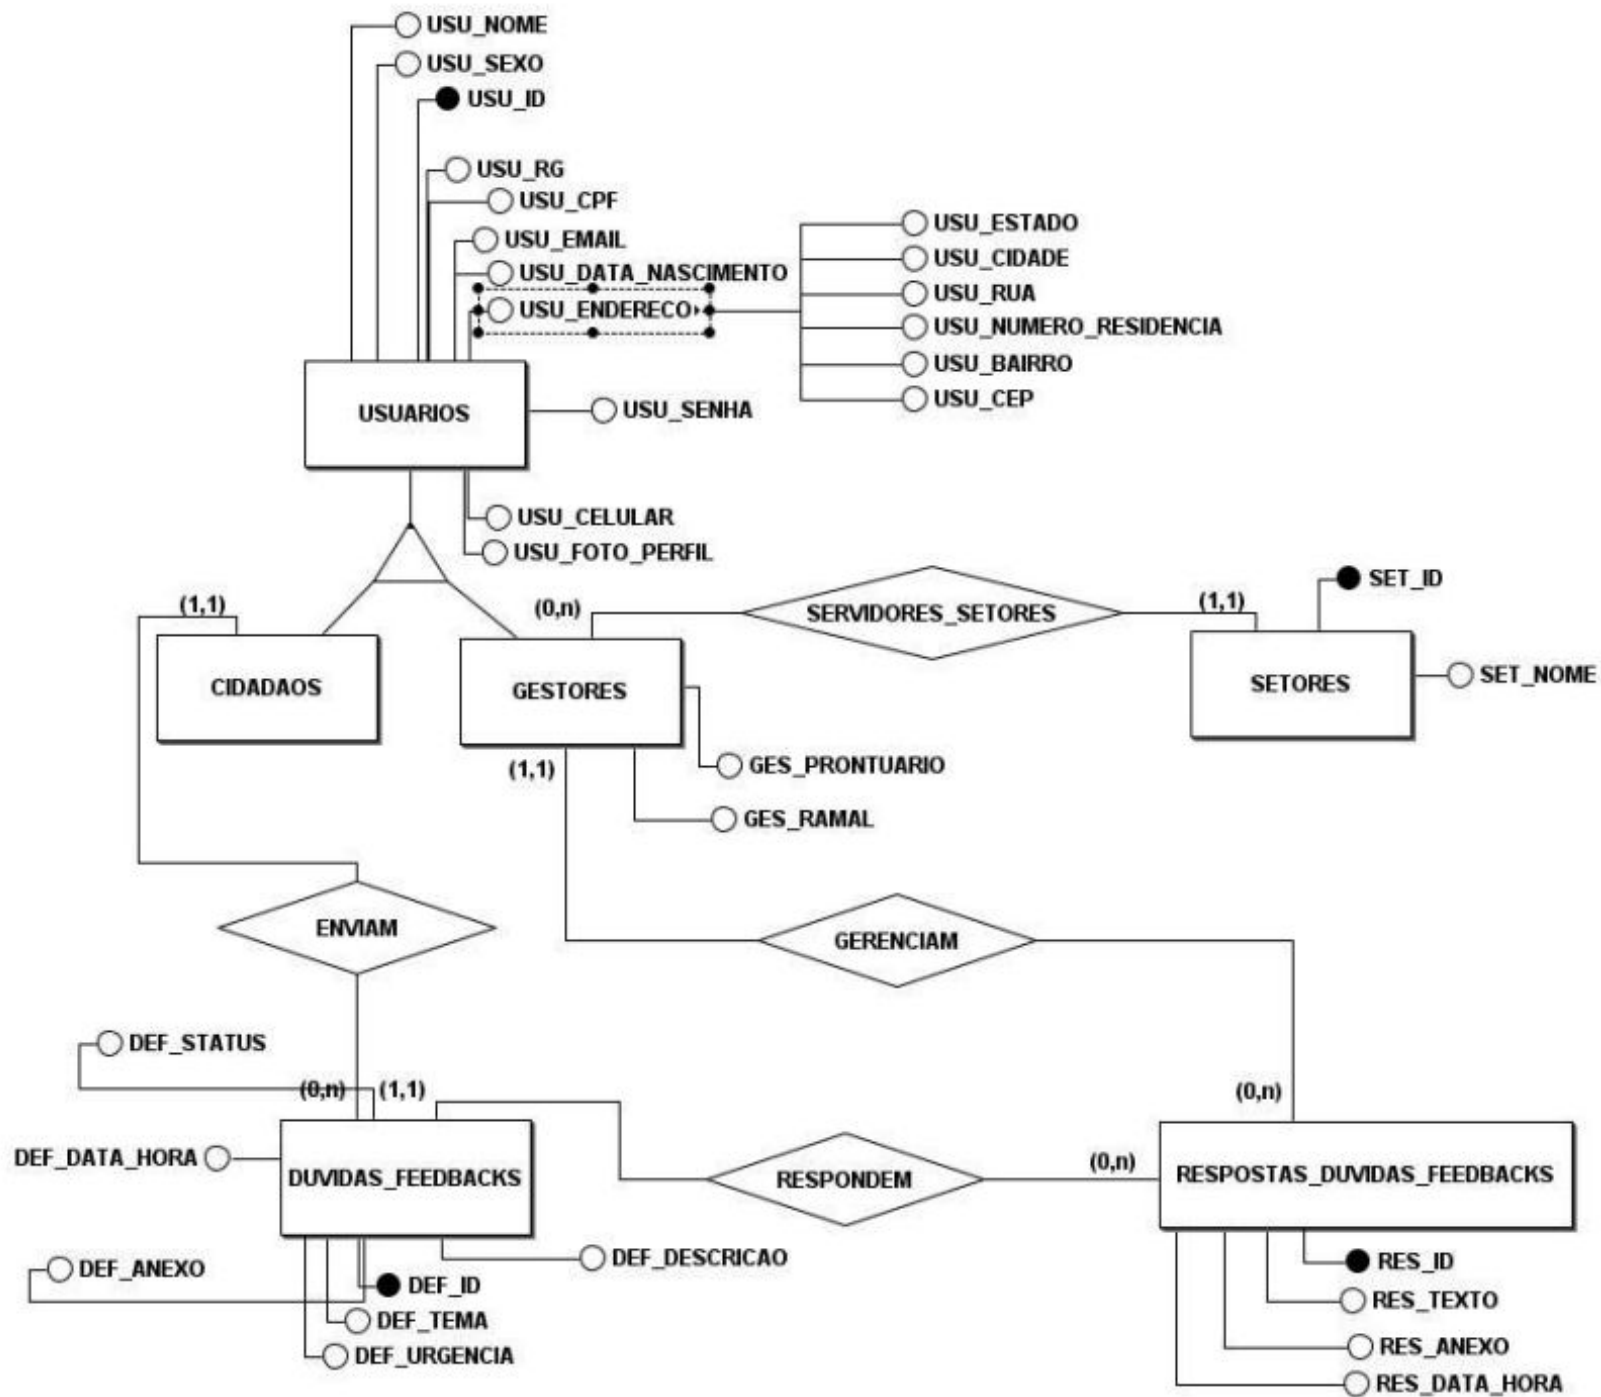 USU_NOME
USU_SEXO
USU_ID
USU_RG
USU_CPF
USU_EMAIL
USU_DATA_NASCIMENTO
USU_ENDERECO
USU_ESTADO
USU_CIDADE
USU_RUA
USU_NUMERO_RESIDENCIA
USU_BAIRRO
USU_CEP
USUARIOS
USU_SENHA
USU_CELULAR
USU_FOTO_PERFIL
(1,1)
CIDADAOS
(0,n)
GESTORES
SERVIDORES_SETORES
(1,1)
SETORES
SET_ID
SET_NOME
(1,1)
GES_PRONTUARIO
GES_RAMAL
ENVIAM
GERENCIAM
DEF_STATUS
(0,n)
(1,1)
(0,n)
DEF_DATA_HORA
DUVIDAS_FEEDBACKS
RESPONDEM
(0,n)
RESPOSTAS_DUVIDAS_FEEDBACKS
DEF_ANEXO
DEF_DESCRICAO
DEF_ID
DEF_TEMA
DEF_URGENCIA
RES_ID
RES_TEXTO
RES_ANEXO
RES_DATA_HORA